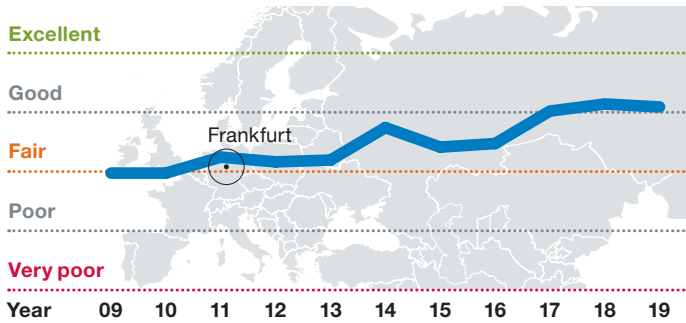 Excellent
Good
Frankfurt
Fair
Poor
Very poor
Year 09 10 11 12 13 14 15 16 17 18 19